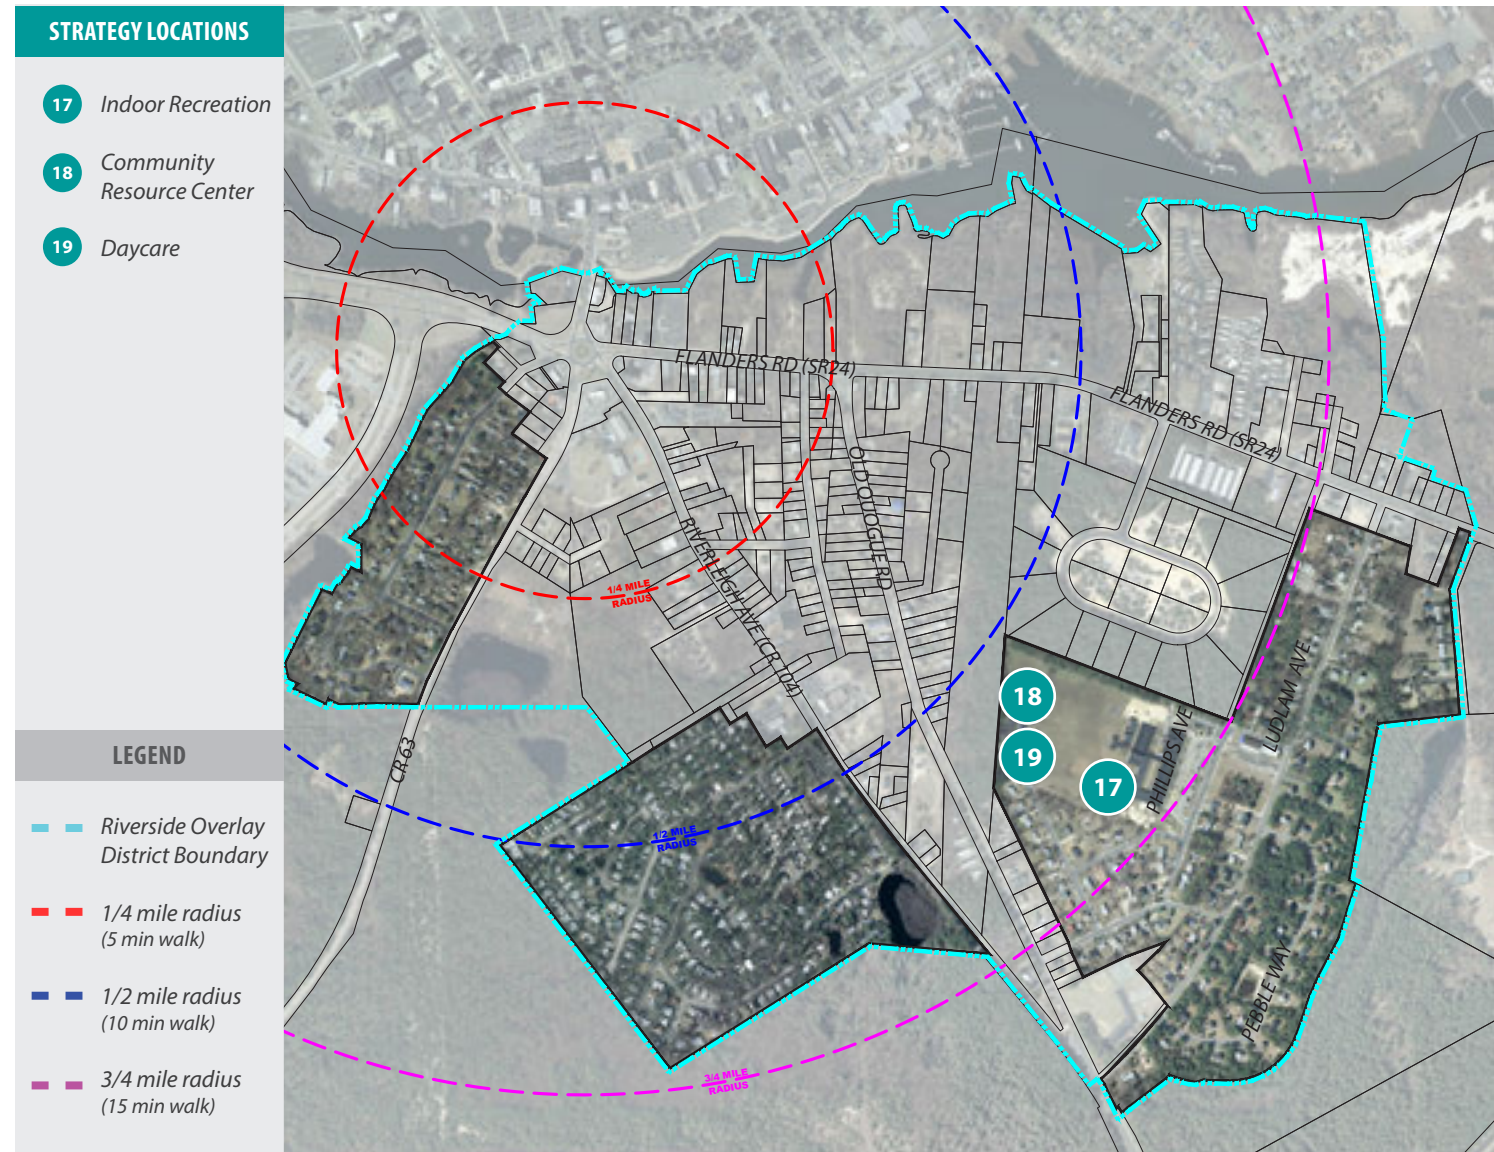 STRATEGY LOCATIONS
17 Indoor Recreation
18 Community
Resource Center
19 Daycare
LEGEND
Riverside Overlay
District Boundary
1/4 mile radius
(5 min walk)
1/2 mile radius
(10 min walk)
3/4 mile radius
(15 min walk)
FLANDERS RD (SR24)
FLANDERS RD (SR24)
OLD QUOGUE RD
RIVERLEIGH AVE (CR 104)
1/4 MILE
RADIUS
LUDLAM AVE
18
PHILLIPS AVE
CR 63
19
17
1/2 MILE
RADIUS
PEBBLE WAY
3/4 MILE
RADIUS